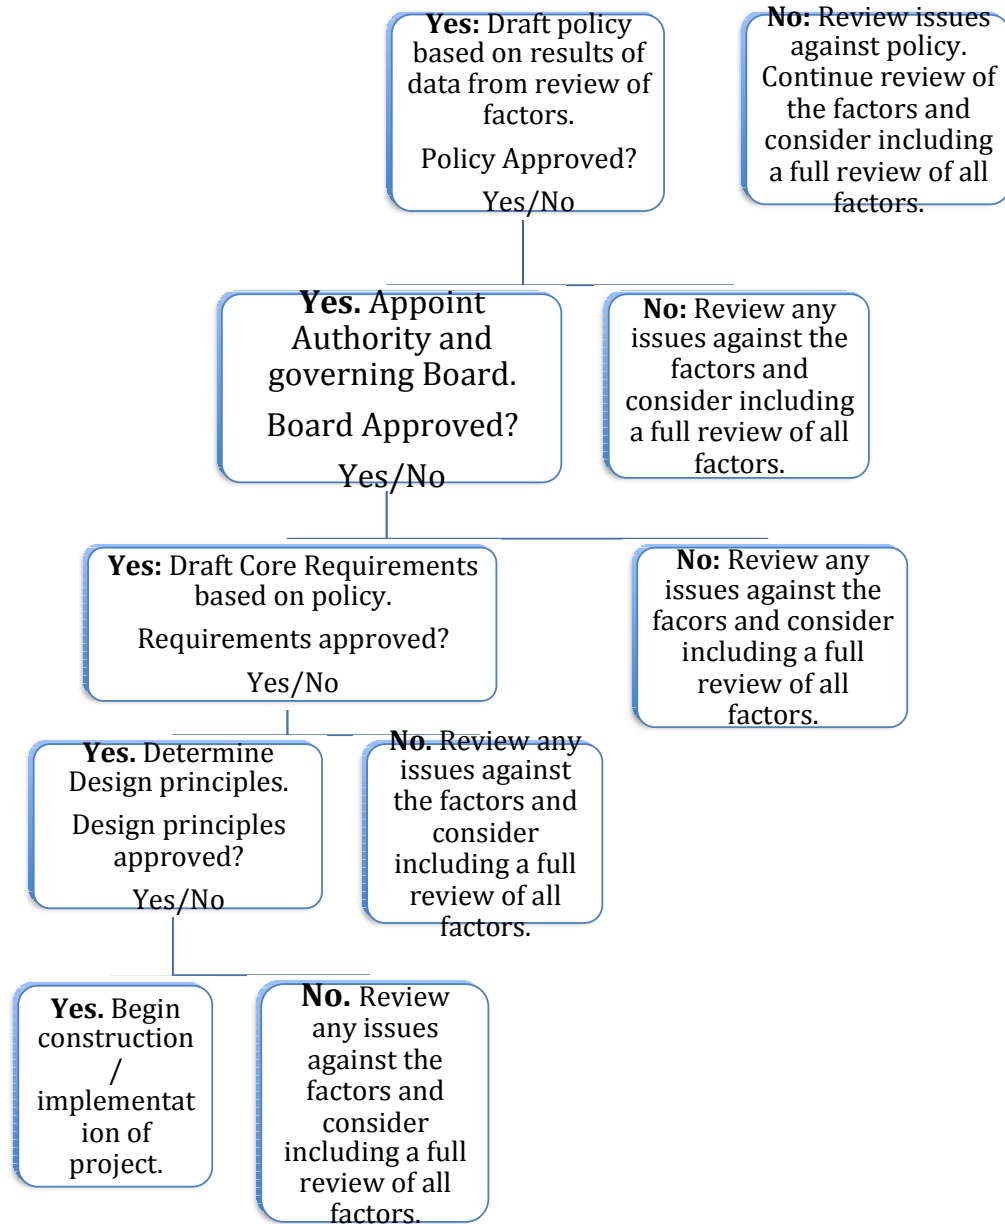 Yes: Draft policy
based on results of
data from review of
factors.
Policy Approved?
Yes/No
No: Review issues
against policy.
Continue review of
the factors and
consider including
a full review of all
factors.
Yes. Appoint
Authority and
governing Board.
Board Approved?
Yes/No
No: Review any
issues against the
factors and
consider including
a full review of all
factors.
Yes: Draft Core Requirements
based on policy.
Requirements approved?
Yes/No
No: Review any
issues against the
facors and consider
including a full
review of all
factors.
Yes. Determine
Design principles.
Design principles
approved?
Yes/No
No. Review any
issues against
the factors and
consider
including a full
review of all
factors.
Yes. Begin
construction
/
implementat
ion of
project.
No. Review
any issues
against the
factors and
consider
including a full
review of all
factors.